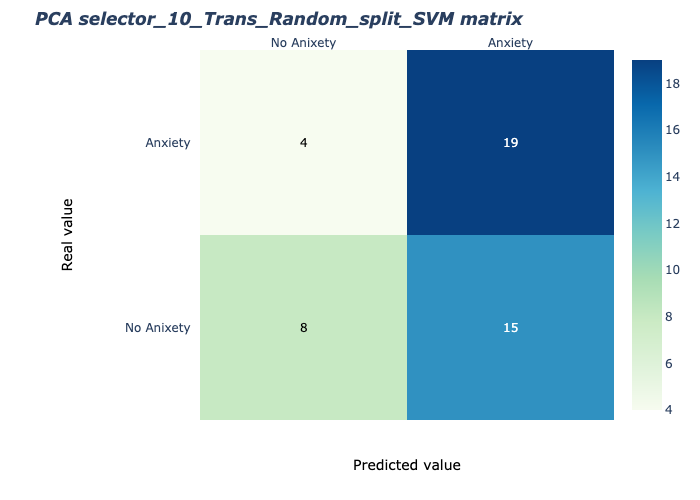 PCA selector_10_Trans_Random_split_SVM matrix
No Anixety Anxiety
Anxiety 4 19
No Anixety 8 15
Real value
Predicted value
18
16
14
12
10
8
6
4